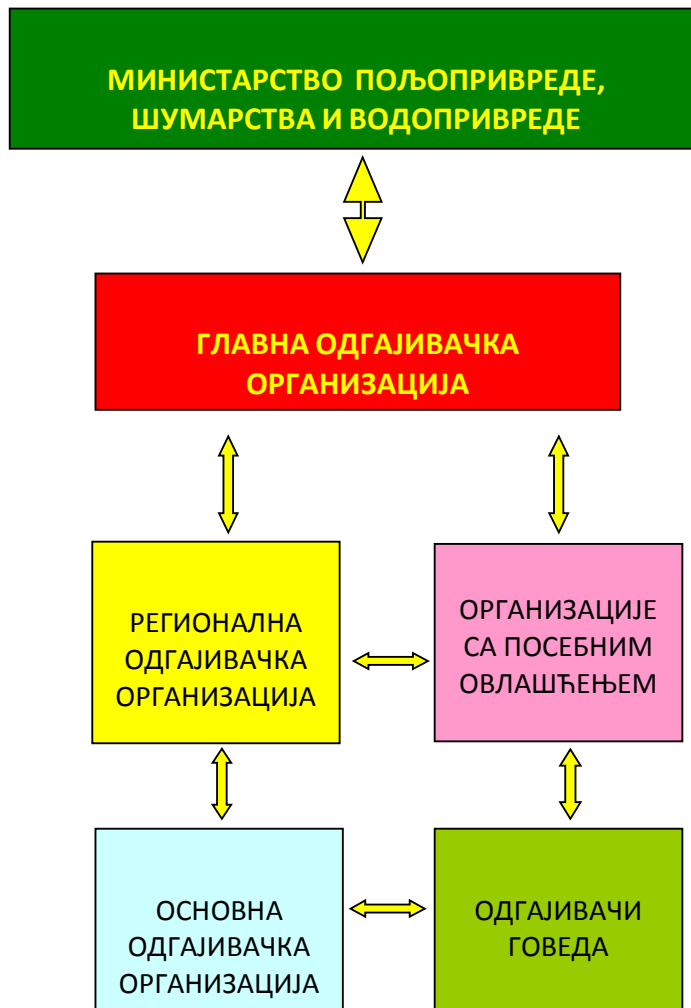 МИНИСТАРСТВО ПОЉОПРИВРЕДЕ,
ШУМАРСТВА И ВОДОПРИВРЕДЕ
ГЛАВНА ОДГАЈИВАЧКА
ОРГАНИЗАЦИЈА
РЕГИОНАЛНА
ОДГАЈИВАЧКА
ОРГАНИЗАЦИЈА
ОРГАНИЗАЦИЈЕ
СА ПОСЕБНИМ
ОВЛАШЋЕЊЕМ
ОСНОВНА
ОДГАЈИВАЧКА
ОРГАНИЗАЦИЈА
ОДГАЈИВАЧИ
ГОВЕДА